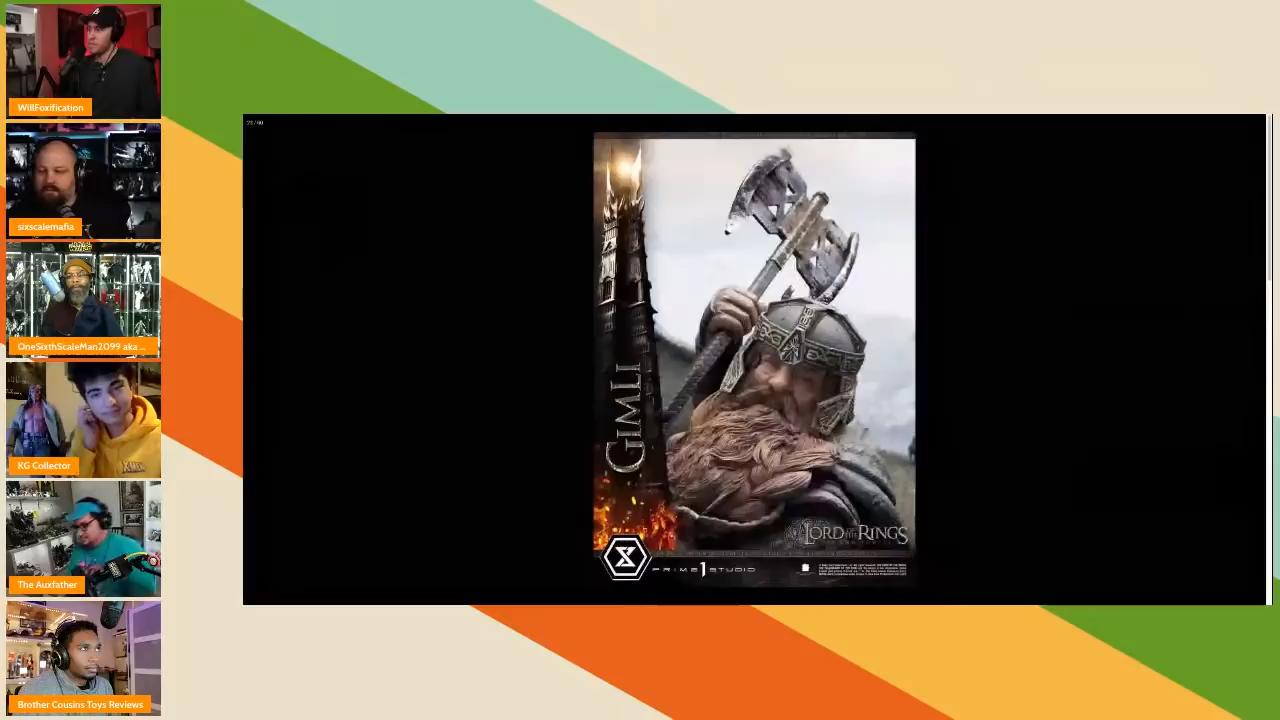 WillFoxification
sixscalemafia
OneSixthScaleMan2099 aka ...
KG Collector
The Auxfather
Brother Cousins Toys Reviews
GIMLI
LORD OF THE RINGS
PRIME 1 STUDIO